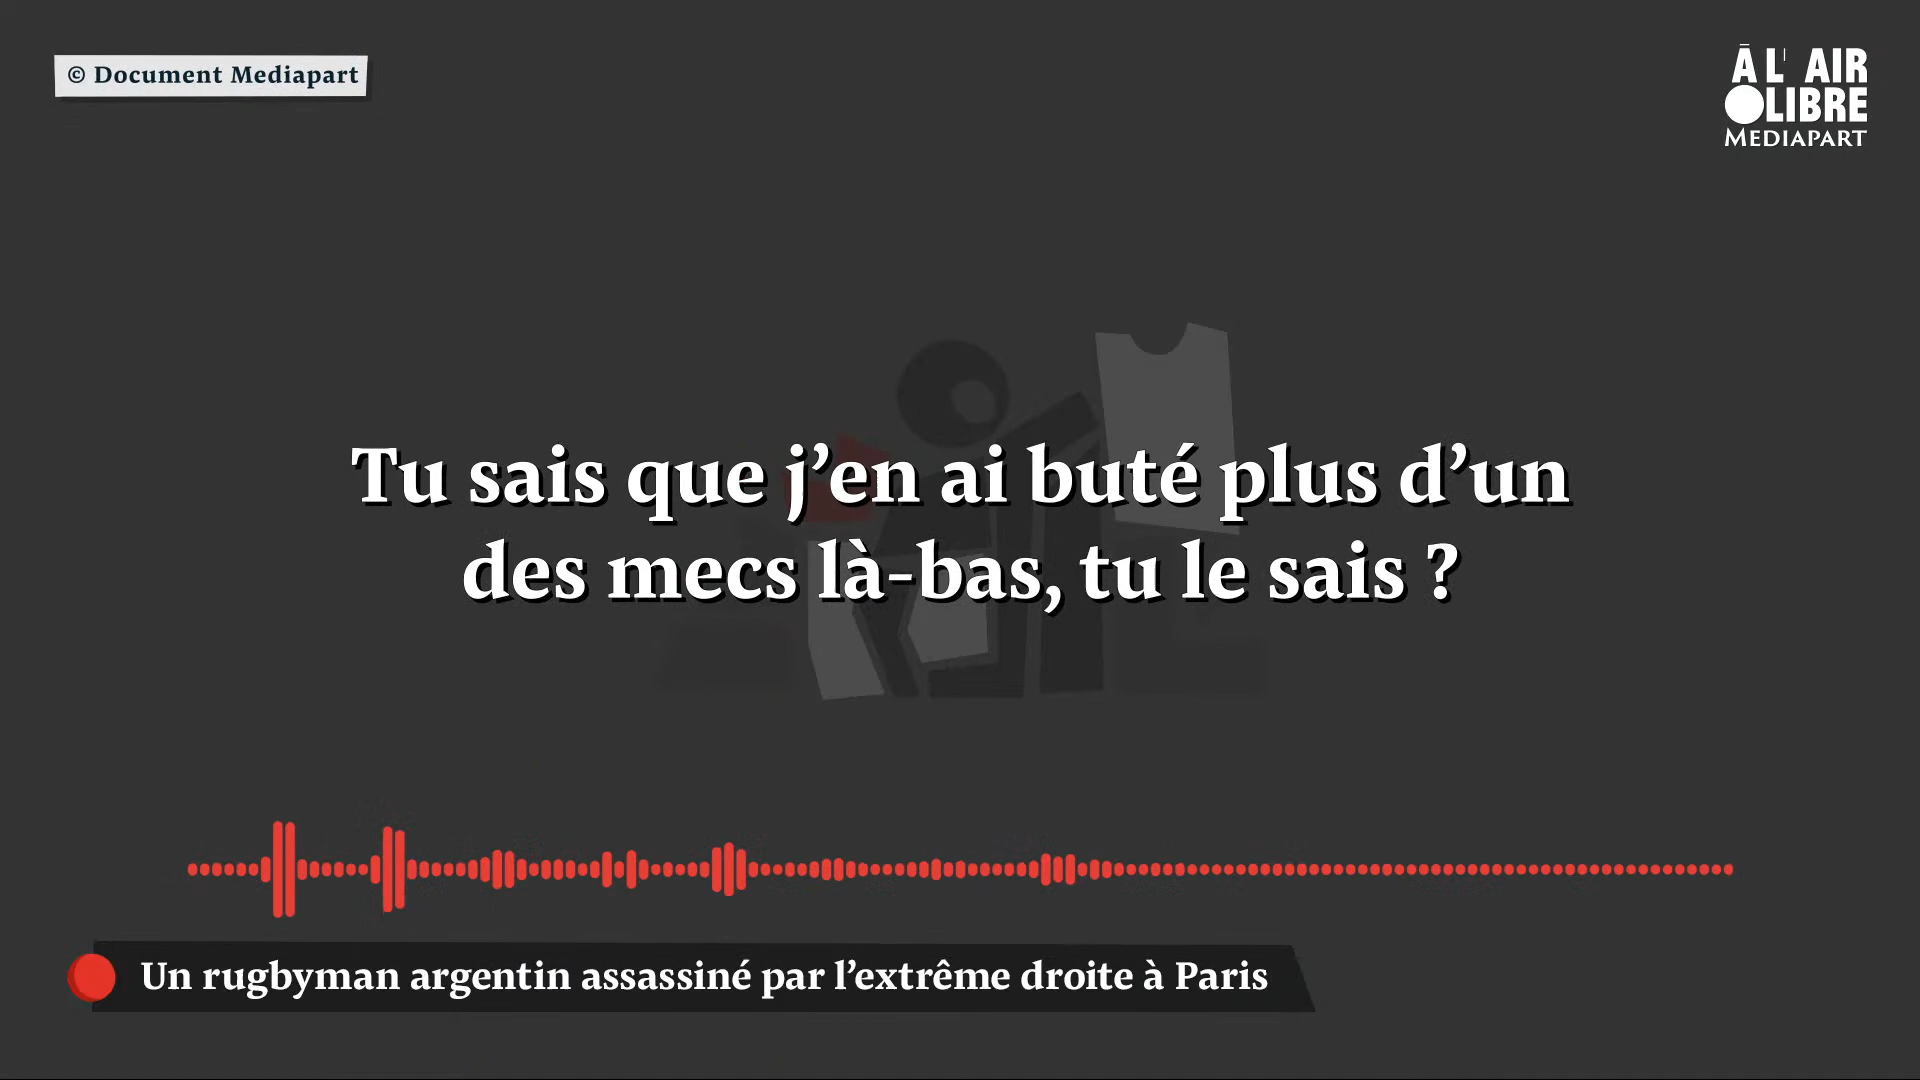 © Document Mediapart
À L' AIR
LIBRE
MEDIAPART
Tu sais que j’en ai buté plus d’un
des mecs là-bas, tu le sais ?
Un rugbyman argentin assassiné par l’extrême droite à Paris